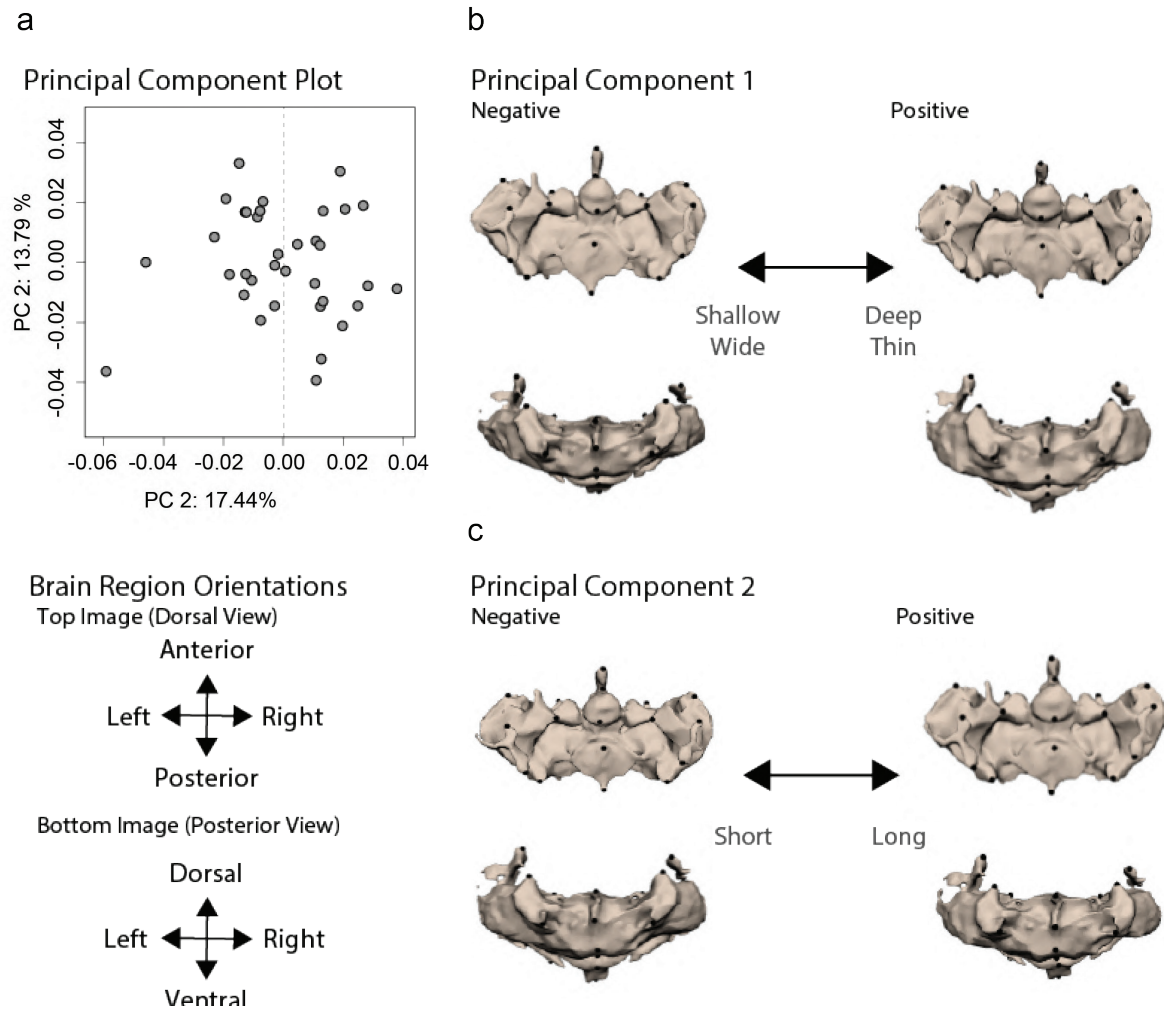 a
Principal Component Plot
PC 2: 13.79 %
0.04
0.02
0.00
-0.02
-0.04
-0.06 -0.04 -0.02 0.00 0.02 0.04
PC 2: 17.44%
Brain Region Orientations
Top Image (Dorsal View)
Anterior
Left Right
Posterior
Bottom Image (Posterior View)
Dorsal
Left Right
Ventral
b
Principal Component 1
Negative Positive
Shallow Deep
Wide Thin
c
Principal Component 2
Negative Positive
Short Long